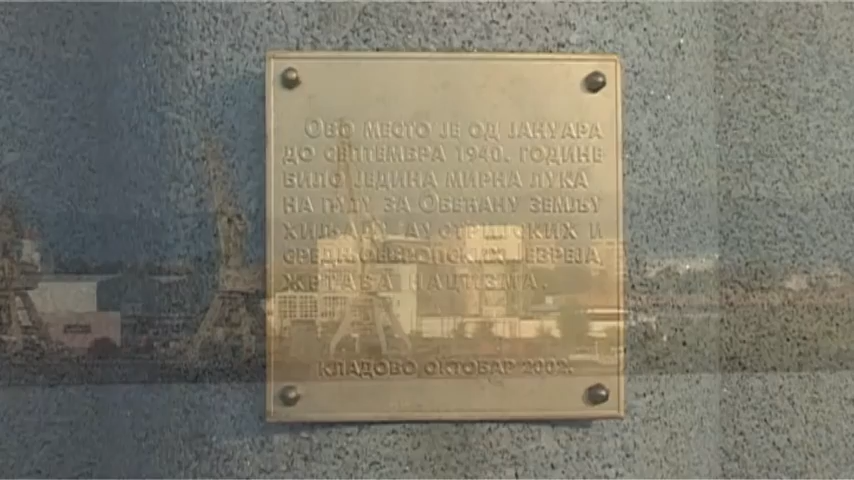 ОВО МЕСТО ЈЕ ОД ЈАНУАРА
ДО СЕПТЕМБРА 1940. ГОДИНЕ
БИЛО ЈЕДИНА МИРНА ЛУКА
НА ПУТУ ЗА ОБЕЋАНУ ЗЕМЉУ
ХИЉАДУ АУСТРИЈСКИХ И
СРЕДЊОЕВРОПСКИХ ЈЕВРЕЈА,
ЖРТАВА НАЦИЗМА.
КЛАДОВО, ОКТОБАР 2002.